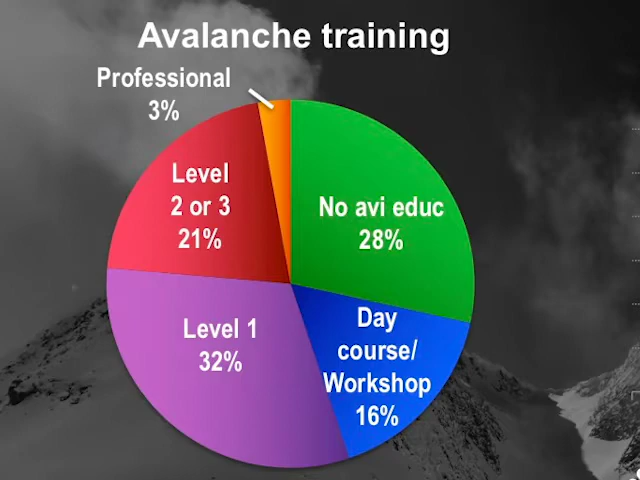 Avalanche training
Professional
3%
Level
2 or 3
21%
No avi educ
28%
Level 1
32%
Day
course/
Workshop
16%